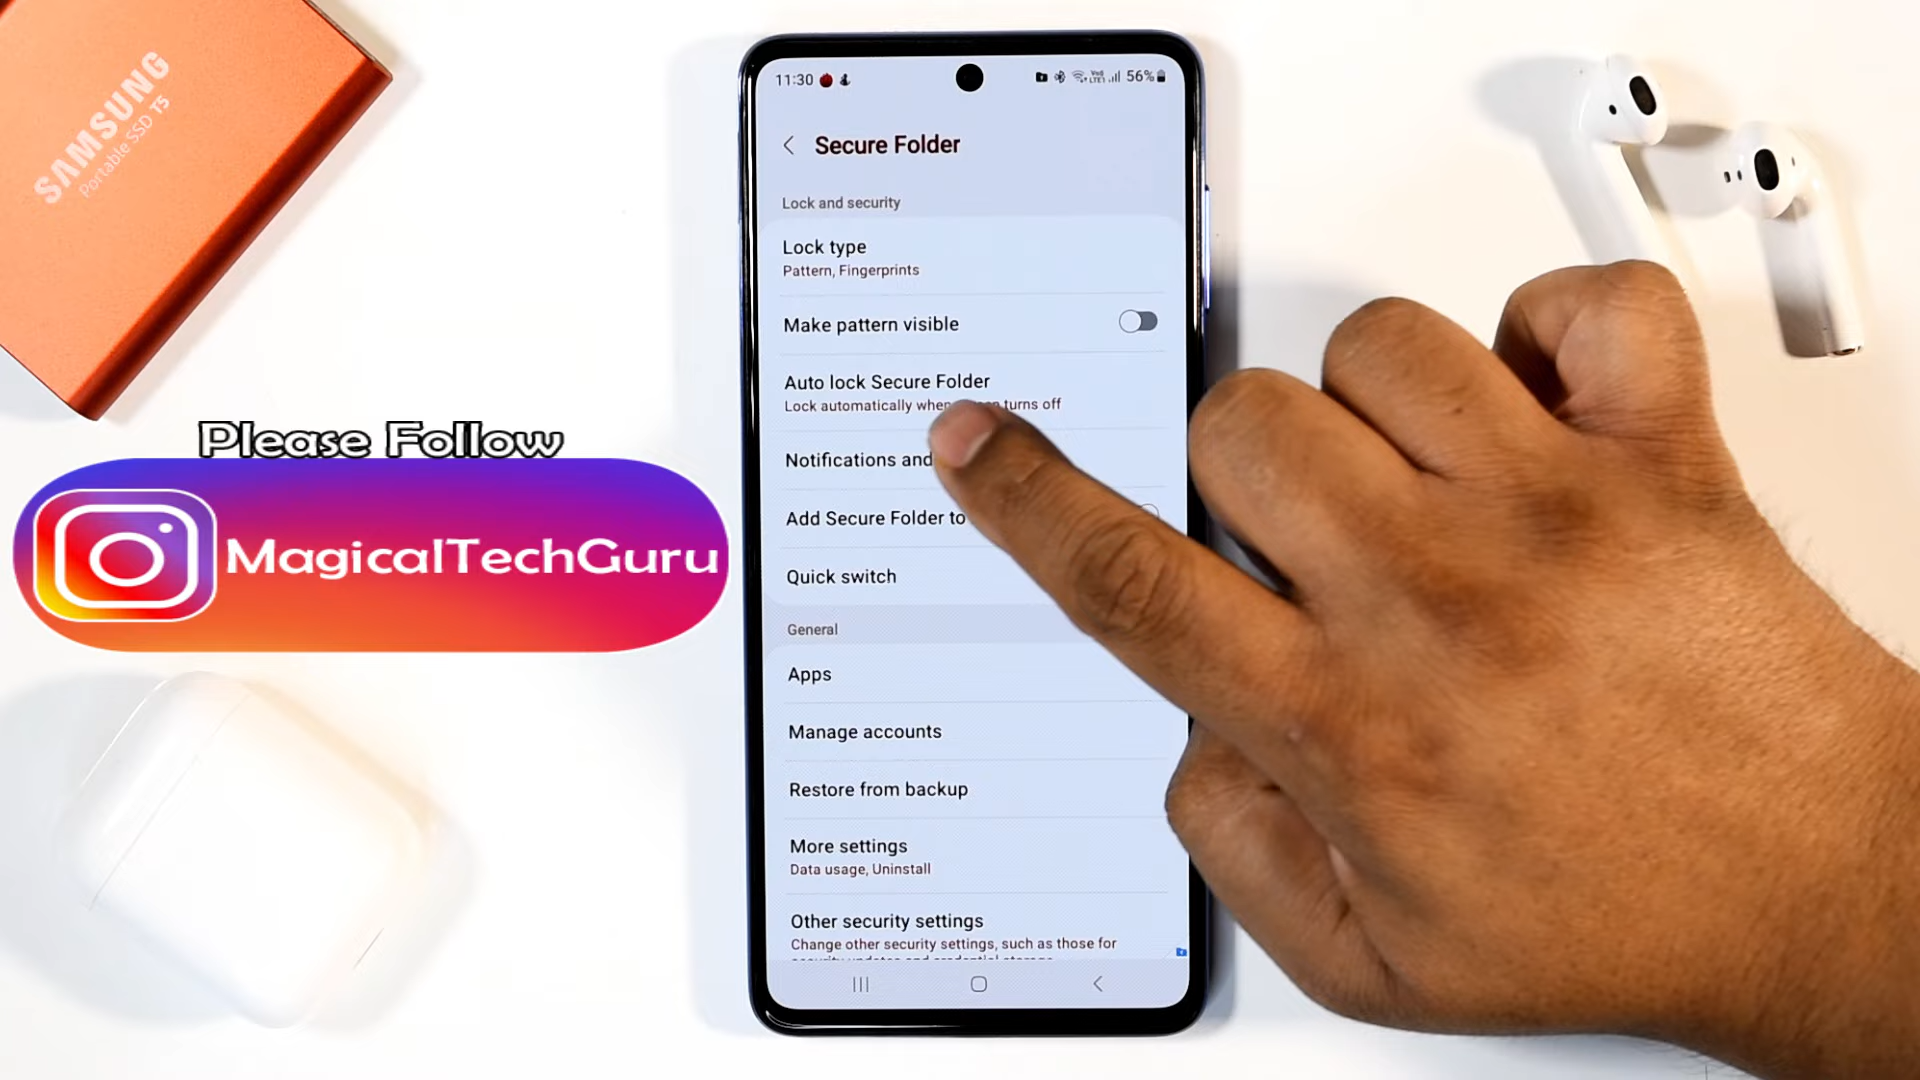 SAMSUNG
Portable SSD T5
Please Follow
MagicalTechGuru
11:30 56%
Secure Folder
Lock and security
Lock type
Pattern, Fingerprints
Make pattern visible
Auto lock Secure Folder
Lock automatically when turns off
Notifications and
Add Secure Folder to
Quick switch
General
Apps
Manage accounts
Restore from backup
More settings
Data usage, Uninstall
Other security settings
Change other security settings, such as those for